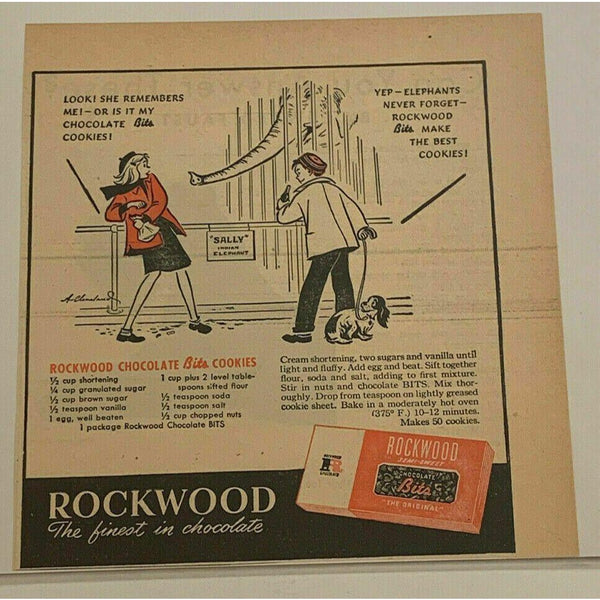 LOOK! SHE REMEMBERS
ME!—OR IS IT MY
CHOCOLATE Bits
COOKIES!
YEP—ELEPHANTS
NEVER FORGET—
ROCKWOOD
Bits MAKE
THE BEST
COOKIES!
"SALLY"
INDIAN
ELEPHANT
ROCKWOOD CHOCOLATE Bits COOKIES
½ cup shortening
¼ cup granulated sugar
½ cup brown sugar
½ teaspoon vanilla
1 egg, well beaten
1 cup plus 2 level table-
spoons sifted flour
½ teaspoon soda
½ teaspoon salt
½ cup chopped nuts
1 package Rockwood Chocolate BITS
Cream shortening, two sugars and vanilla until
light and fluffy. Add egg and beat. Sift together
flour, soda and salt, adding to first mixture.
Stir in nuts and chocolate BITS. Mix thor-
oughly. Drop from teaspoon on lightly greased
cookie sheet. Bake in a moderately hot oven
(375° F.) 10–12 minutes.
Makes 50 cookies.
ROCKWOOD
SEMI-SWEET
CHOCOLATE
Bits
"THE ORIGINAL"
ROCKWOOD
The finest in chocolate